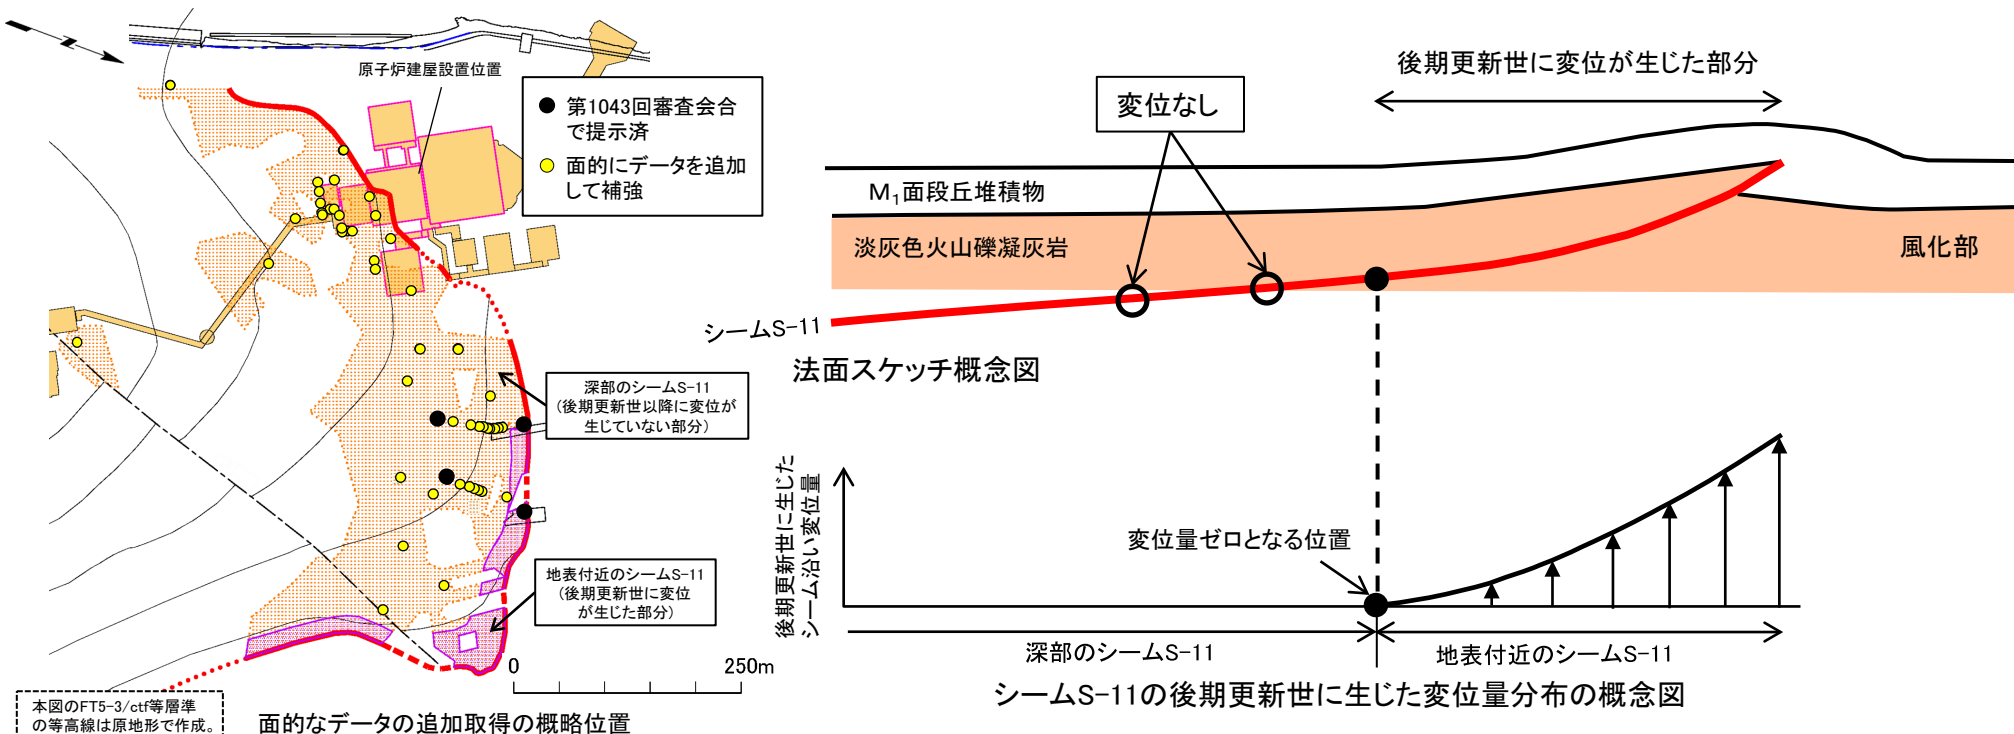 原子炉建屋設置位置
第1043回審査会合
で提示済
面的にデータを追加
して補強
深部のシームS-11
(後期更新世以降に変位が
生じていない部分)
地表付近のシームS-11
(後期更新世に変位
が生じた部分)
0 250m
本図のFT5-3/ctf等層準
の等高線は原地形で作成。
面的なデータの追加取得の概略位置
後期更新世に変位が生じた部分
変位なし
M1面段丘堆積物
淡灰色火山礫凝灰岩
風化部
シームS-11
法面スケッチ概念図
後期更新世に生じた
シーム沿い変位量
変位量ゼロとなる位置
深部のシームS-11
地表付近のシームS-11
シームS-11の後期更新世に生じた変位量分布の概念図